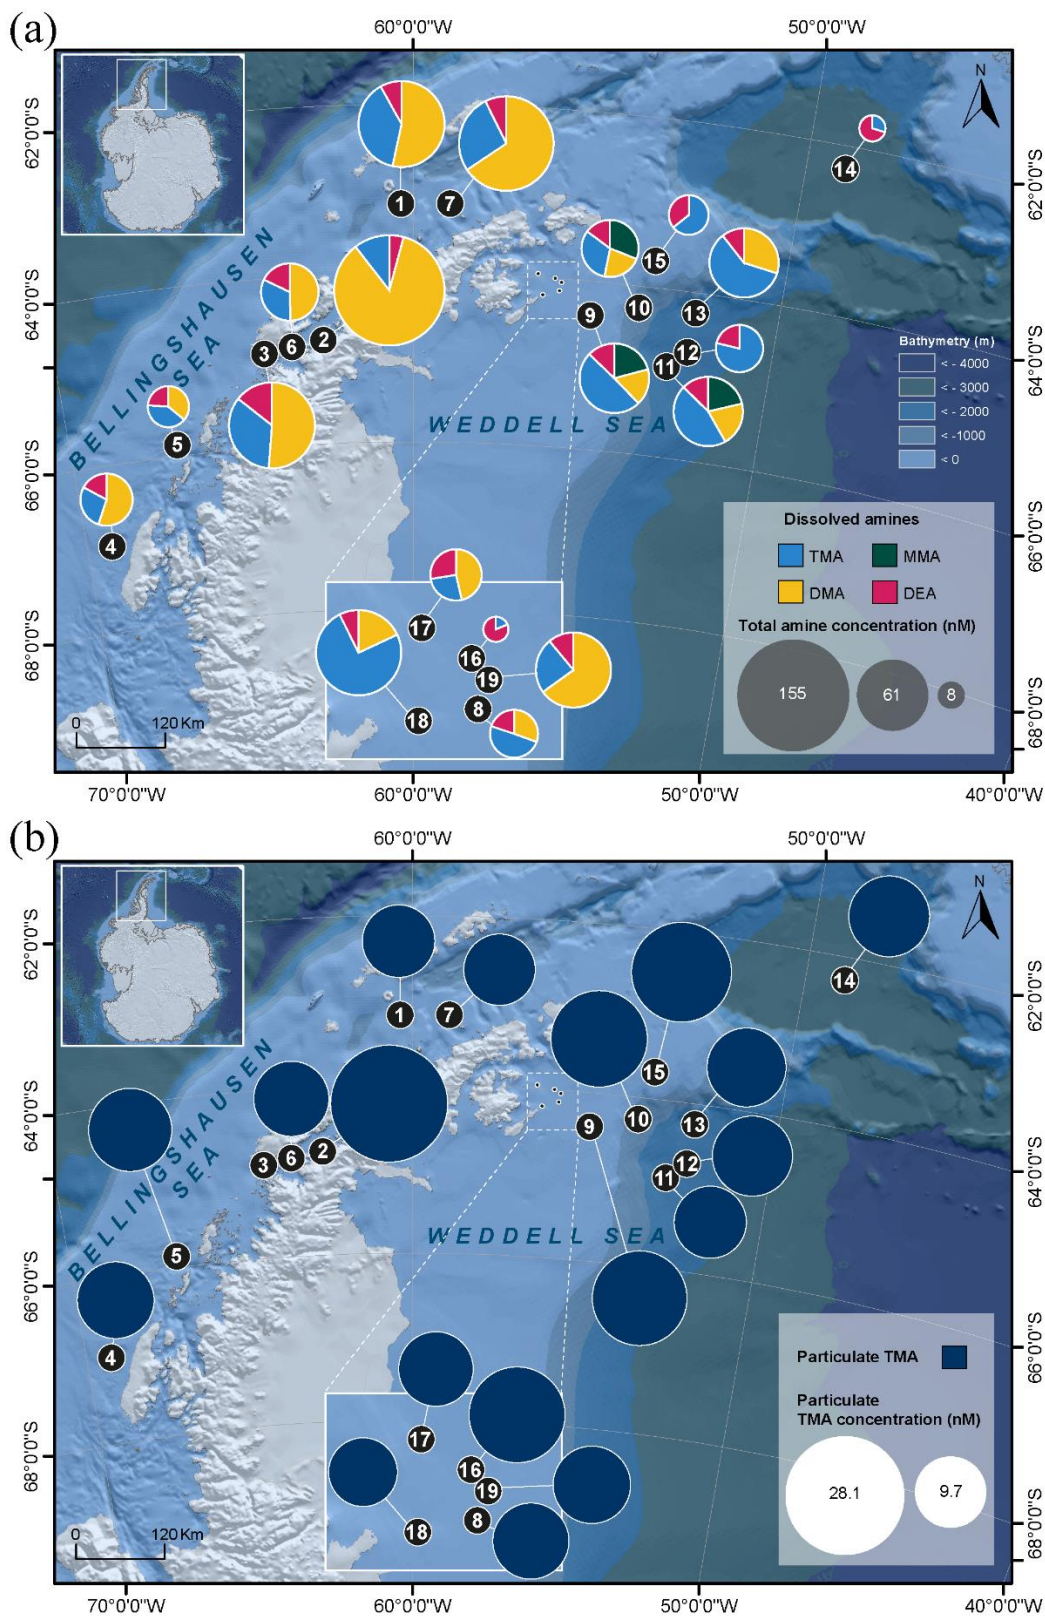 (a)
60°0'0"W
50°0'0"W
N
62°0'0"S
64°0'0"S
66°0'0"S
68°0'0"S
62°0'0"S
64°0'0"S
66°0'0"S
68°0'0"S
BELLINGSHAUSEN
SEA
WEDDELL SEA
1
7
14
15
10
9
13
12
11
3
6
2
5
4
17
16
19
8
18
Bathymetry (m)
< - 4000
< - 3000
< - 2000
< -1000
< 0
Dissolved amines
TMA
MMA
DMA
DEA
Total amine concentration (nM)
155
61
8
0
120 Km
70°0'0"W
60°0'0"W
50°0'0"W
40°0'0"W
(b)
60°0'0"W
50°0'0"W
N
62°0'0"S
64°0'0"S
66°0'0"S
68°0'0"S
62°0'0"S
64°0'0"S
66°0'0"S
68°0'0"S
BELLINGSHAUSEN
SEA
WEDDELL SEA
1
7
14
15
10
9
13
12
11
3
6
2
5
4
17
16
19
8
18
Particulate TMA
Particulate
TMA concentration (nM)
28.1
9.7
0
120 Km
70°0'0"W
60°0'0"W
50°0'0"W
40°0'0"W